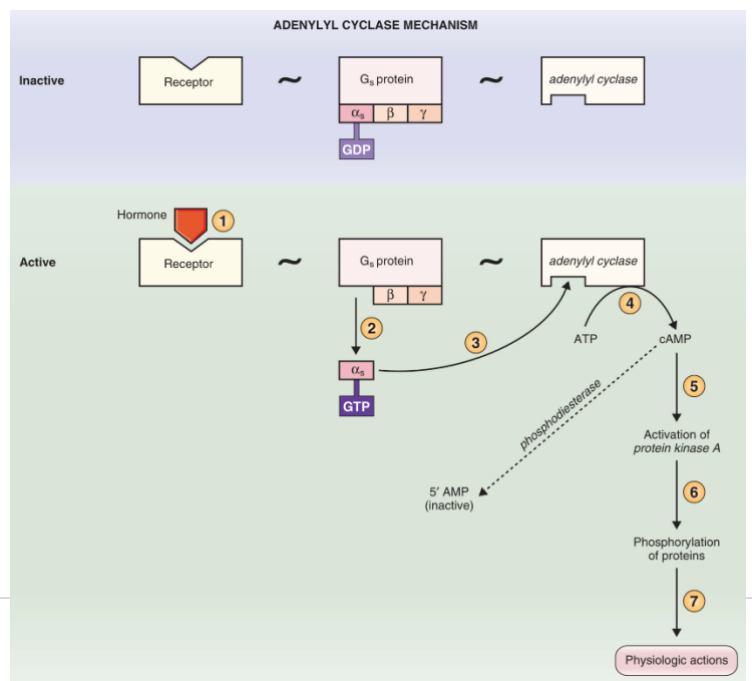 ADENYLYL CYCLASE MECHANISM
Inactive
Receptor
~
Gs protein
~
adenylyl cyclase
αs
β
γ
GDP
Hormone
1
Active
Receptor
~
Gs protein
~
adenylyl cyclase
β
γ
2
3
4
ATP
cAMP
αs
GTP
phosphodiesterase
5
Activation of
protein kinase A
5′ AMP
(inactive)
6
Phosphorylation
of proteins
7
Physiologic actions